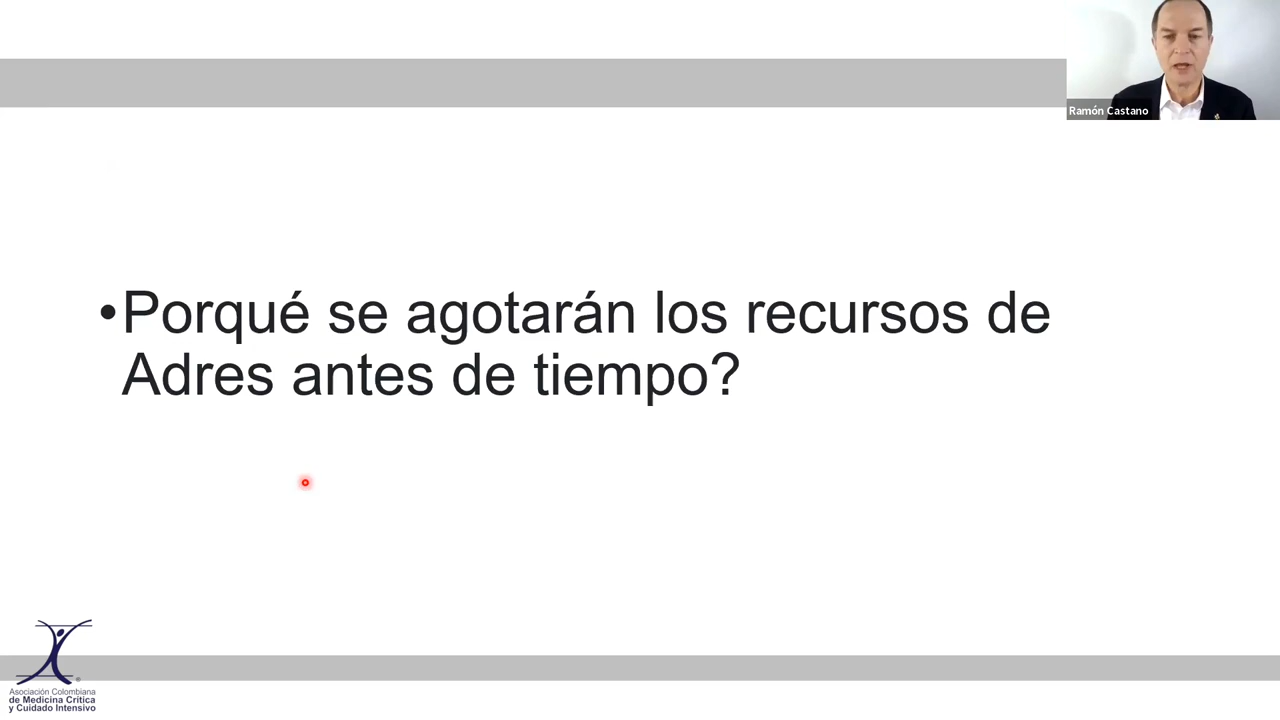 Ramón Castano
•Porqué se agotarán los recursos de
Adres antes de tiempo?
Asociación Colombiana
de Medicina Crítica
y Cuidado Intensivo